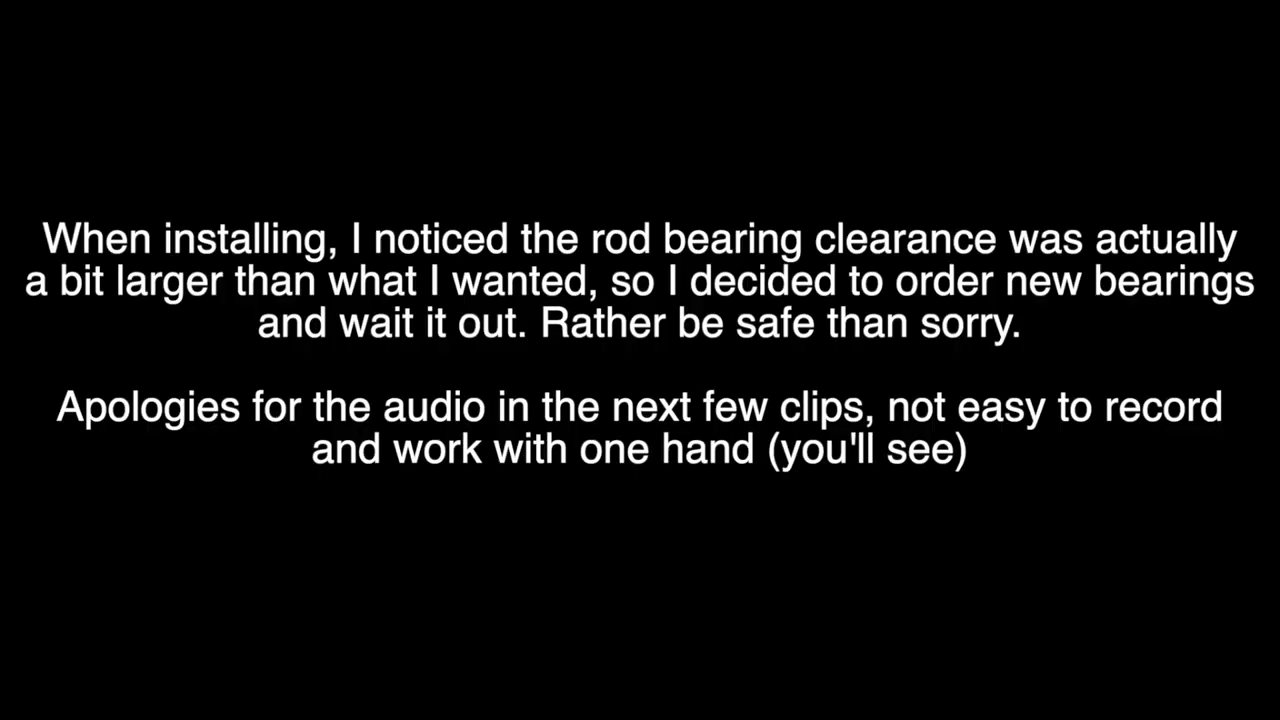 When installing, I noticed the rod bearing clearance was actually
a bit larger than what I wanted, so I decided to order new bearings
and wait it out. Rather be safe than sorry.
Apologies for the audio in the next few clips, not easy to record
and work with one hand (you'll see)